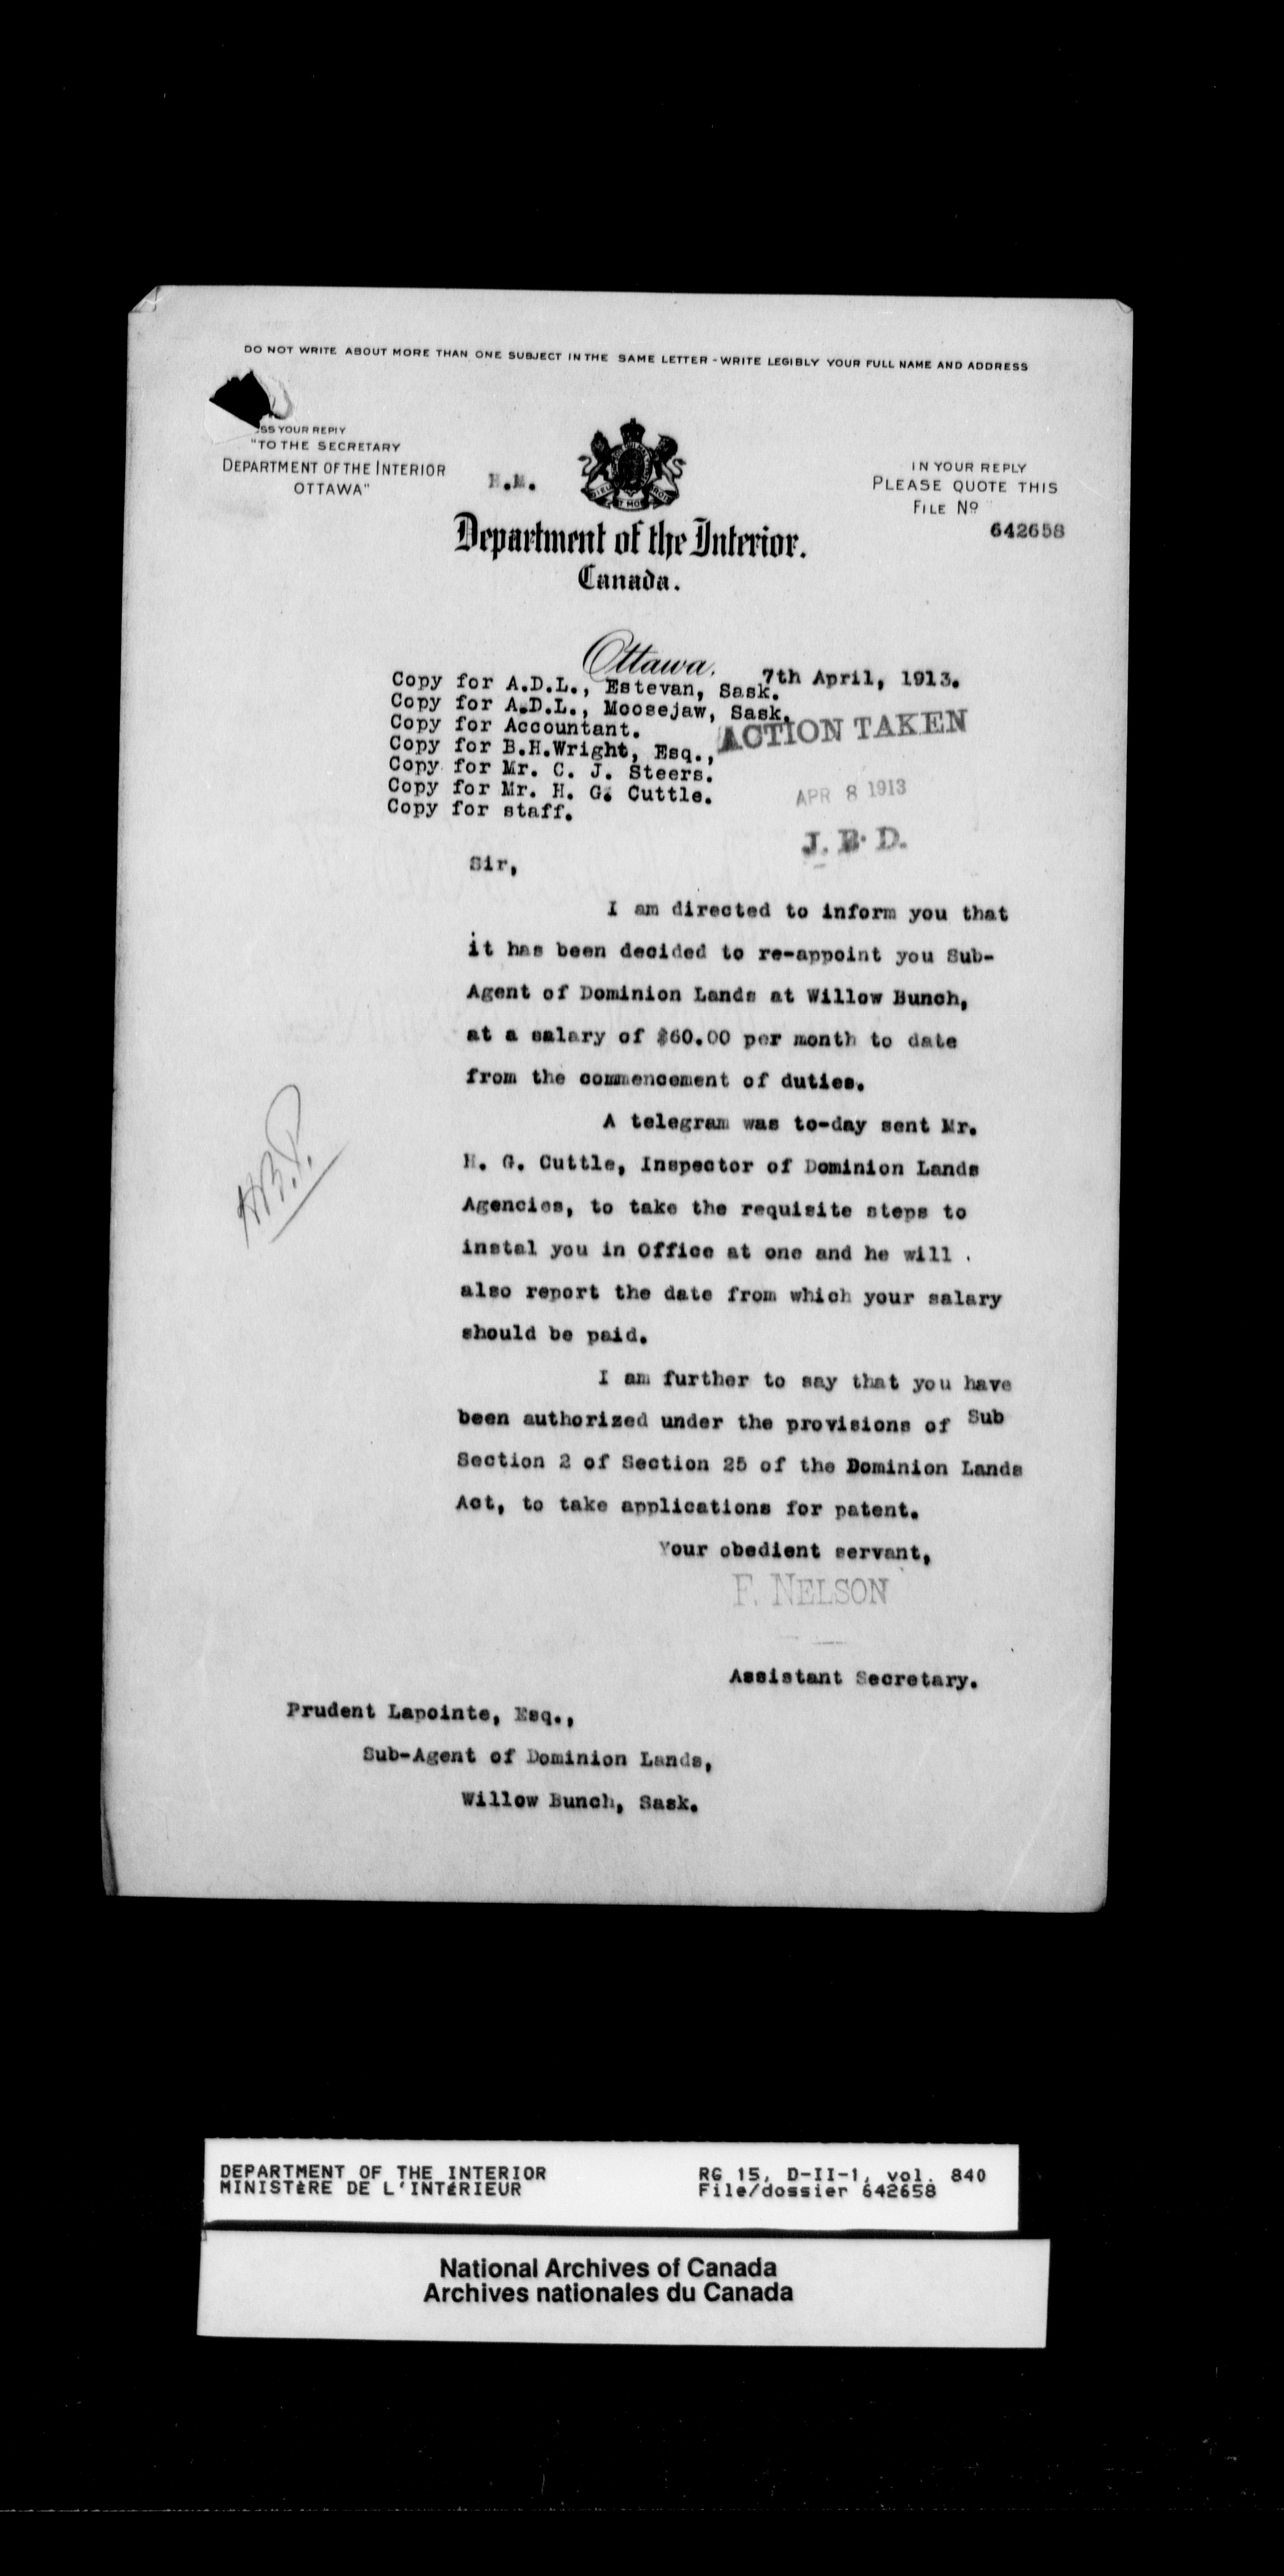 DO NOT WRITE ABOUT MORE THAN ONE SUBJECT IN THE SAME LETTER - WRITE LEGIBLY YOUR FULL NAME AND ADDRESS
SS YOUR REPLY
"TO THE SECRETARY
DEPARTMENT OF THE INTERIOR
OTTAWA"
IN YOUR REPLY
PLEASE QUOTE THIS
FILE No
642658
Department of the Interior.
Canada.
Ottawa, 7th April, 1913.
Copy for A.D.L., Estevan, Sask.
Copy for A.D.L., Moosejaw, Sask.
Copy for Accountant.
Copy for B.H.Wright, Esq.,
Copy for Mr. C. J. Steers.
Copy for Mr. H. G. Cuttle.
Copy for staff.
ACTION TAKEN
APR 8 1913
J. B. D.
Sir,
I am directed to inform you that
it has been decided to re-appoint you Sub-
Agent of Dominion Lands at Willow Bunch,
at a salary of $60.00 per month to date
from the commencement of duties.
A telegram was to-day sent Mr.
H. G. Cuttle, Inspector of Dominion Lands
Agencies, to take the requisite steps to
instal you in Office at one and he will
also report the date from which your salary
should be paid.
I am further to say that you have
been authorized under the provisions of Sub
Section 2 of Section 25 of the Dominion Lands
Act, to take applications for patent.
Your obedient servant,
F. NELSON
Assistant Secretary.
Prudent Lapointe, Esq.,
Sub-Agent of Dominion Lands,
Willow Bunch, Sask.
DEPARTMENT OF THE INTERIOR
MINISTÈRE DE L'INTÉRIEUR
RG 15, D-II-1, vol. 840
File/dossier 642658
National Archives of Canada
Archives nationales du Canada